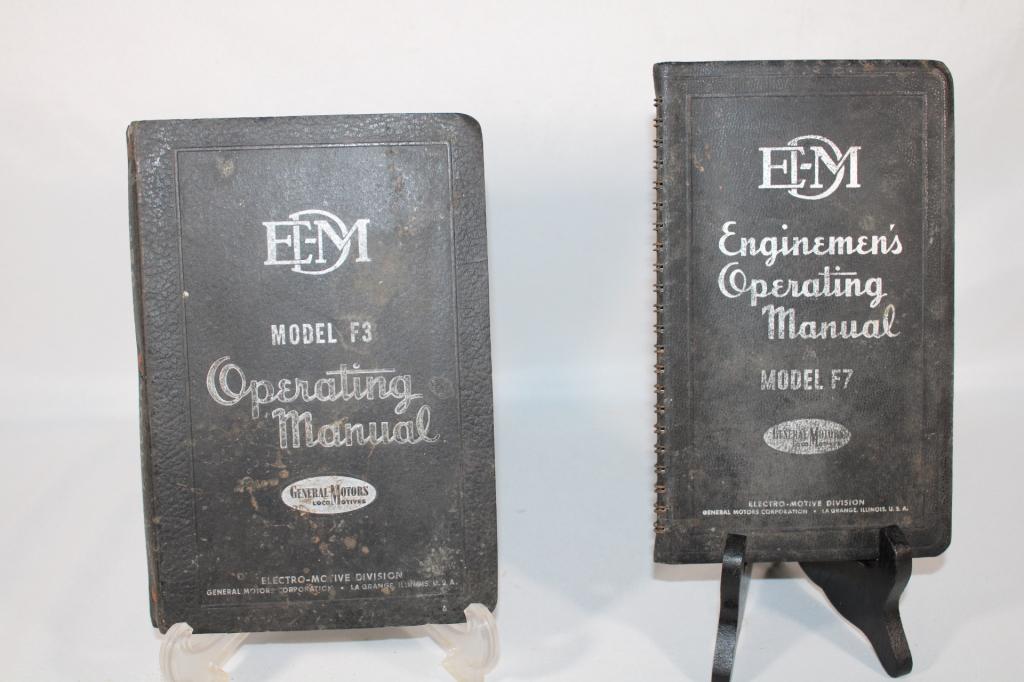 EMD
MODEL F3
Operating
Manual
GENERAL MOTORS
LOCOMOTIVES
ELECTRO-MOTIVE DIVISION
GENERAL MOTORS CORPORATION • LA GRANGE, ILLINOIS, U.S.A.
EMD
Enginemen's
Operating
Manual
MODEL F7
GENERAL MOTORS
LOCOMOTIVES
ELECTRO-MOTIVE DIVISION
GENERAL MOTORS CORPORATION • LA GRANGE, ILLINOIS, U.S.A.